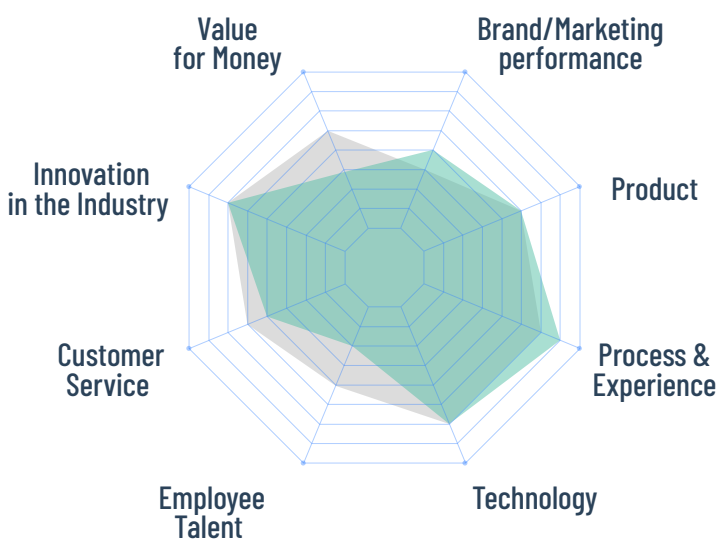 Value
for Money
Brand/Marketing
performance
Innovation
in the Industry
Product
Customer
Service
Process &
Experience
Employee
Talent
Technology